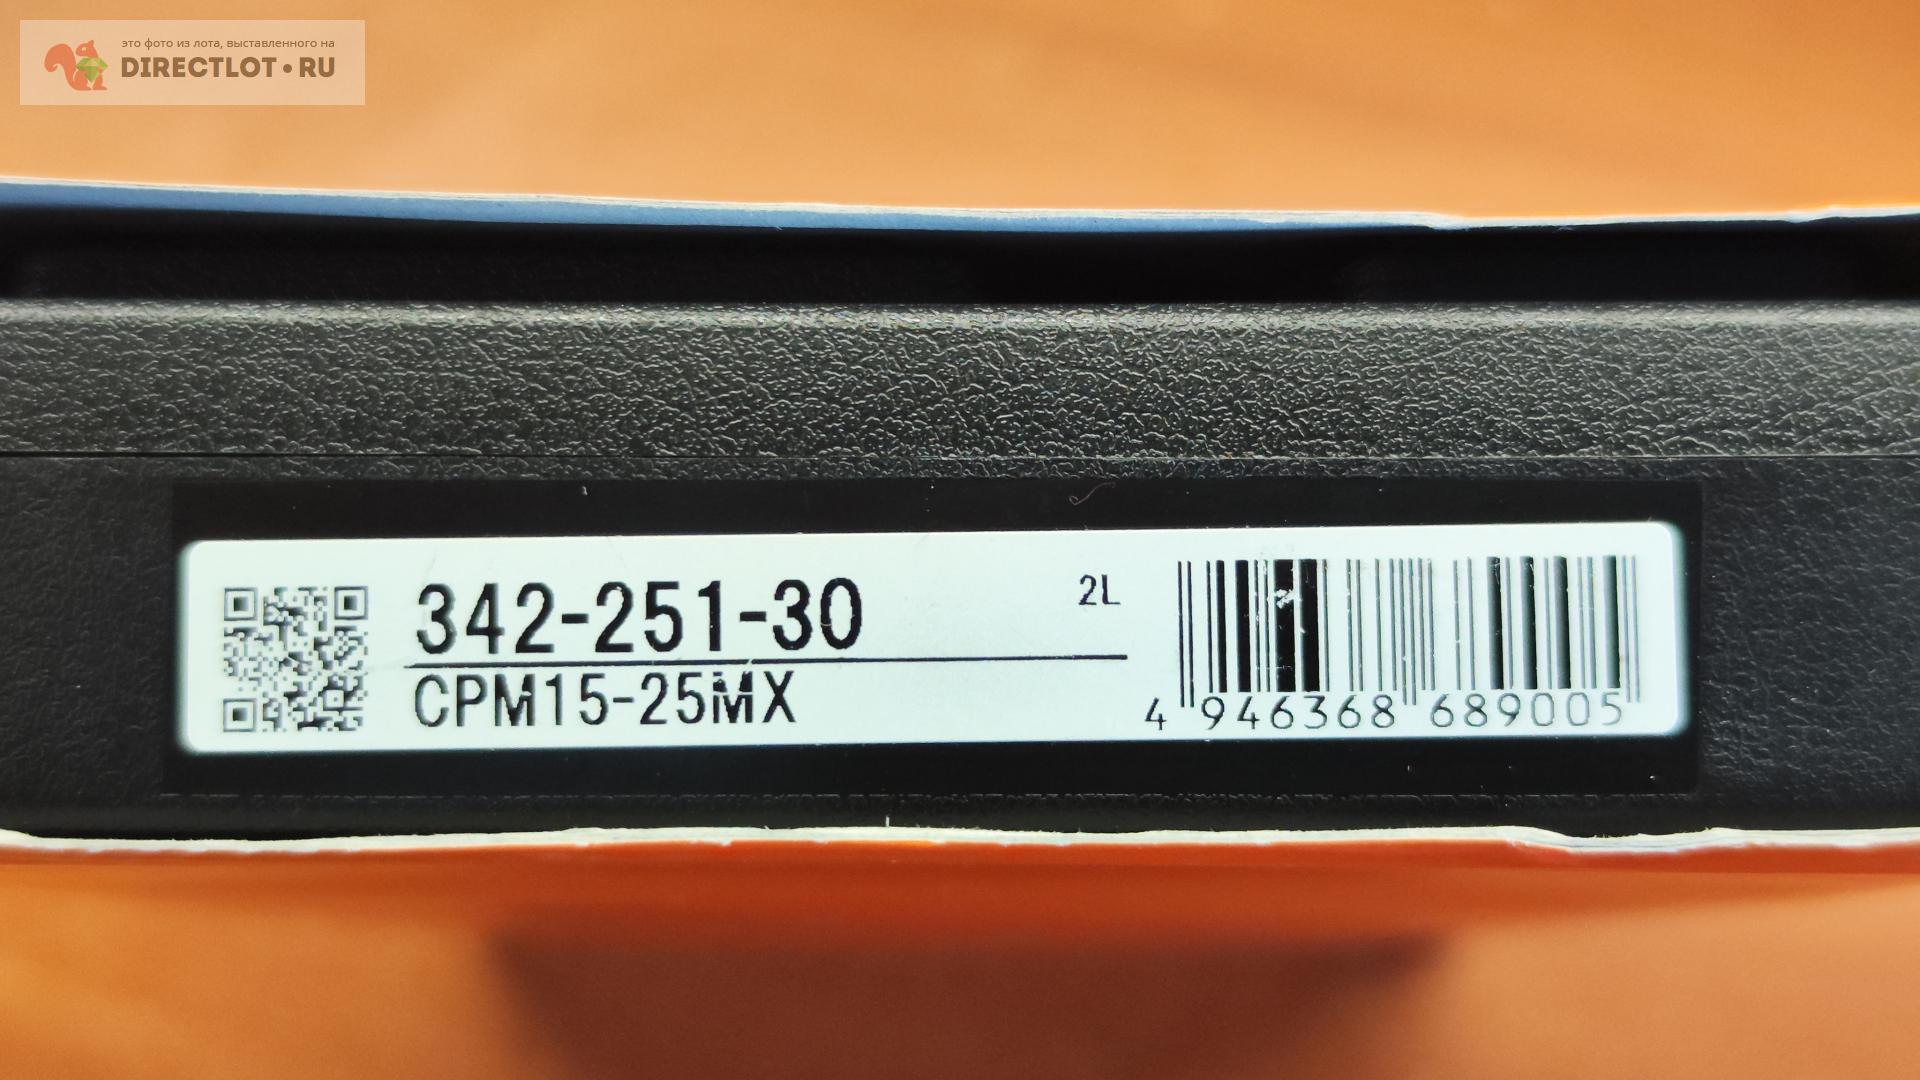 это фото из лота, выставленного на
DIRECTLOT•RU
342-251-30
2L
CPM15-25MX
4 946368 689005